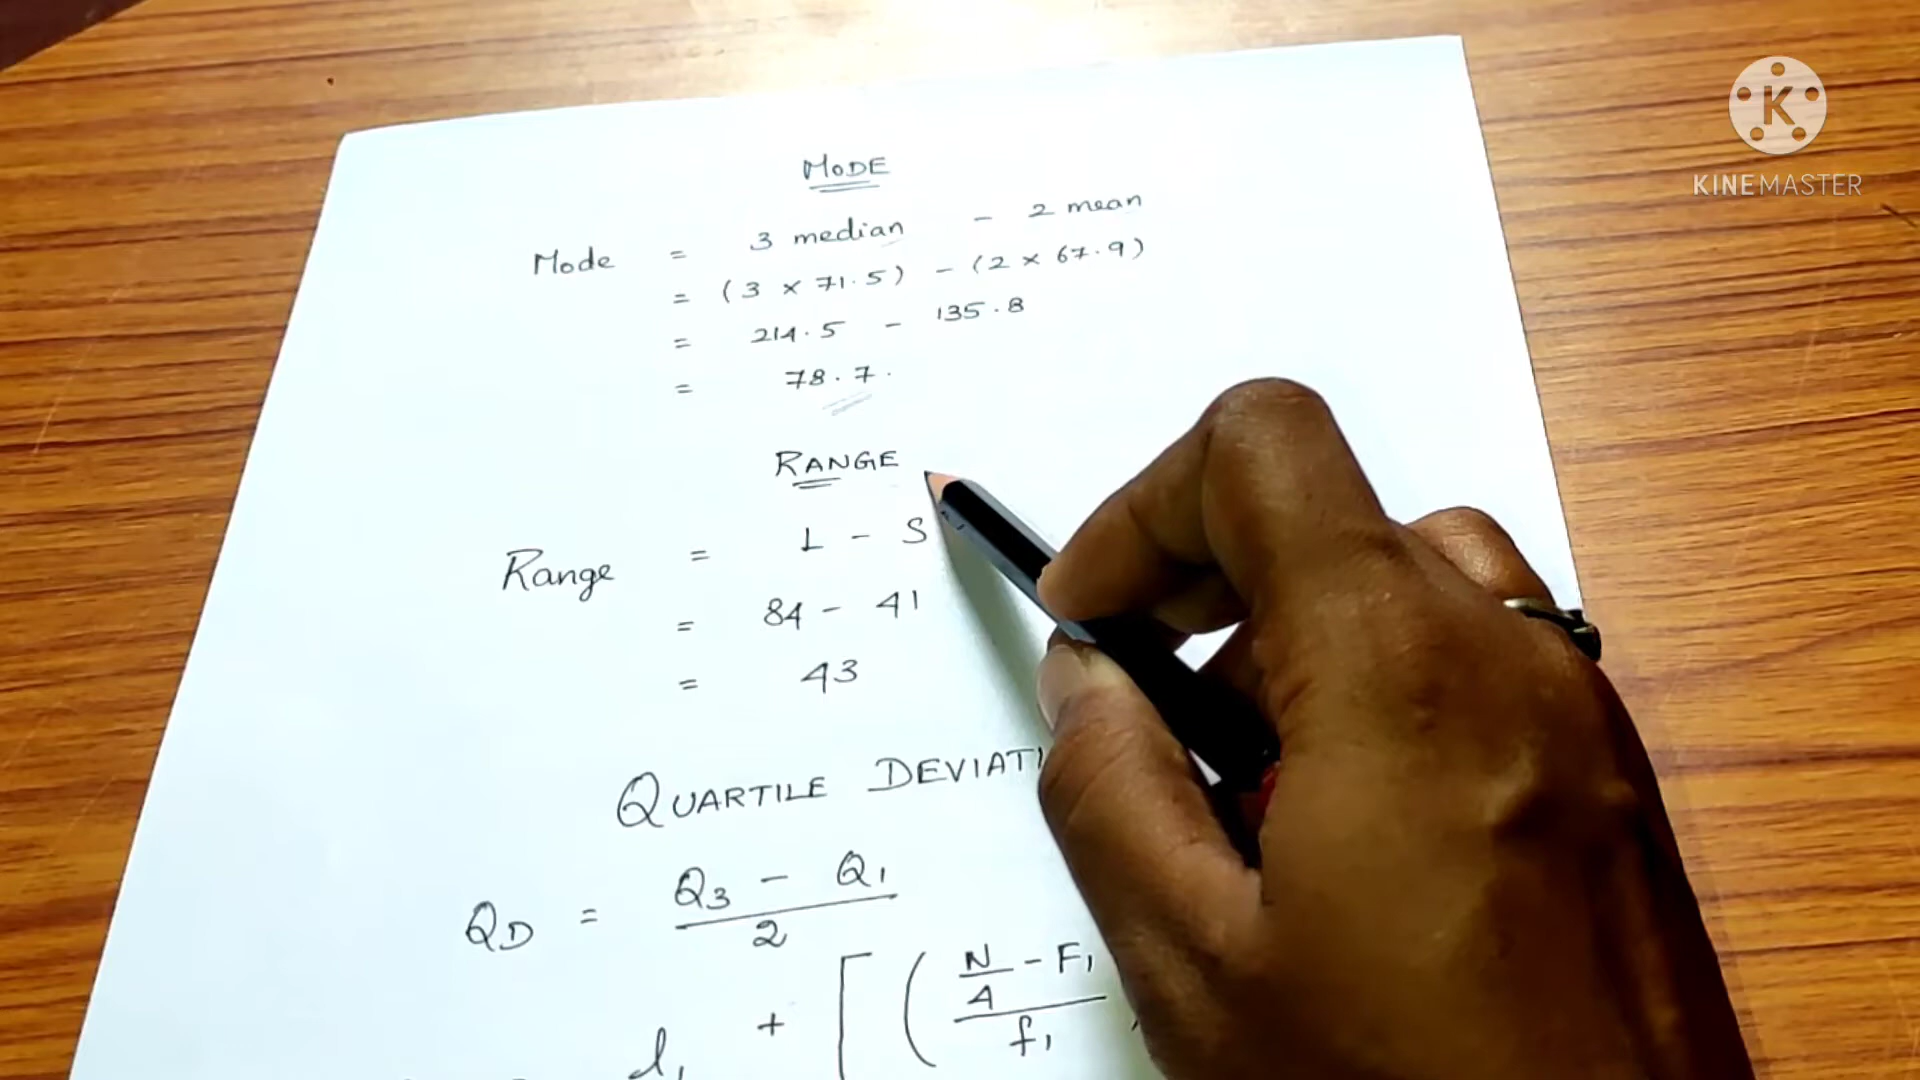 KINEMASTER
MODE
Mode = 3 median - 2 mean
= (3 × 71.5) - (2 × 67.9)
= 214.5 - 135.8
= 78.7.
RANGE
Range = L - S
= 84 - 41
= 43
QUARTILE DEVIATI
QD = Q3 - Q1
2
l1 + [ ( N/4 - F1
f1